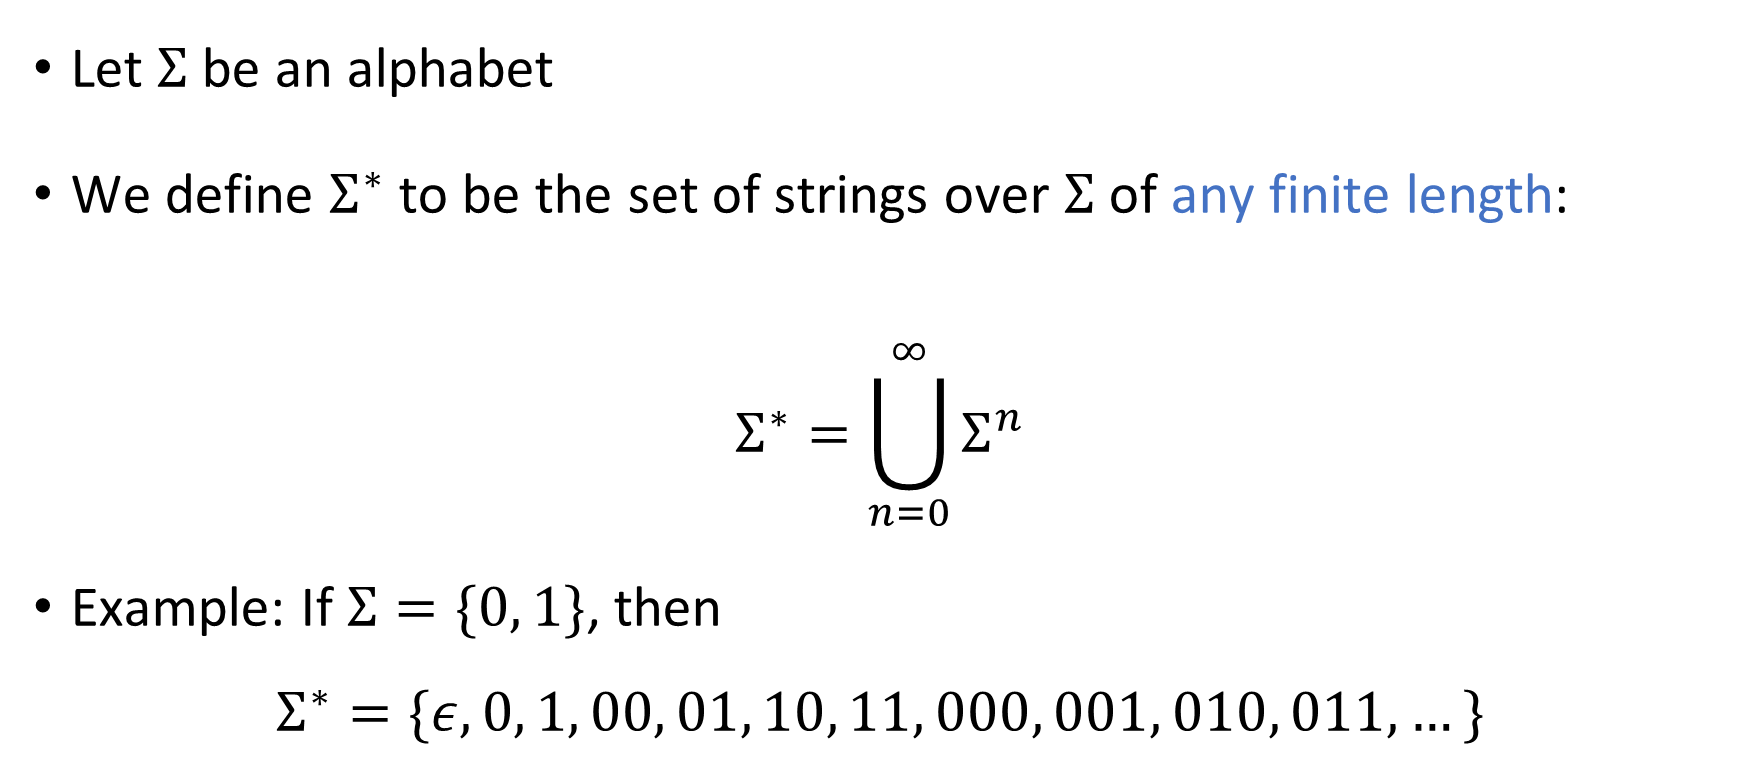 • Let Σ be an alphabet
• We define Σ* to be the set of strings over Σ of any finite length:
∞
Σ* = ⋃ Σⁿ
n=0
• Example: If Σ = {0, 1}, then
Σ* = {ϵ, 0, 1, 00, 01, 10, 11, 000, 001, 010, 011, … }